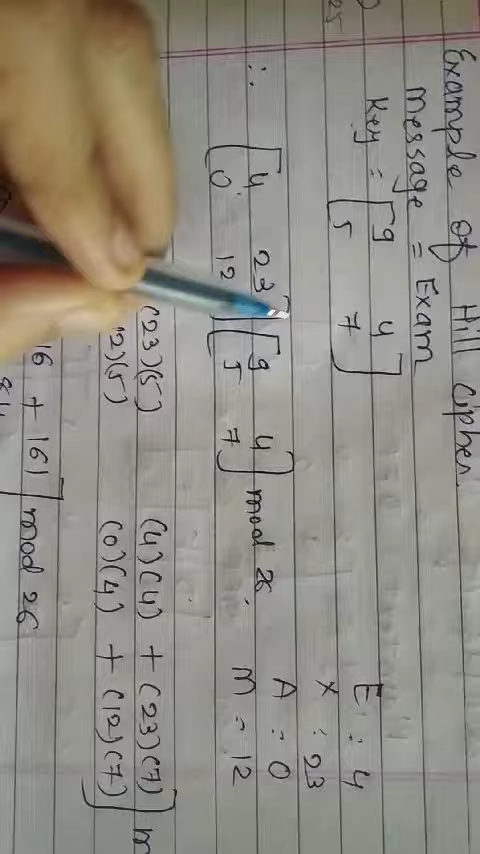 Example of Hill Cipher.
message = Exam
Key = [9 4
5 7]
25
E : 4
X : 23
A : 0
M = 12
∴ [4 23
0 12] [9 4
5 7] mod 26.
(23)(5) (4)(4) + (23)(7)
(5) (0)(4) + (12)(7)]
16 + 161] mod 26